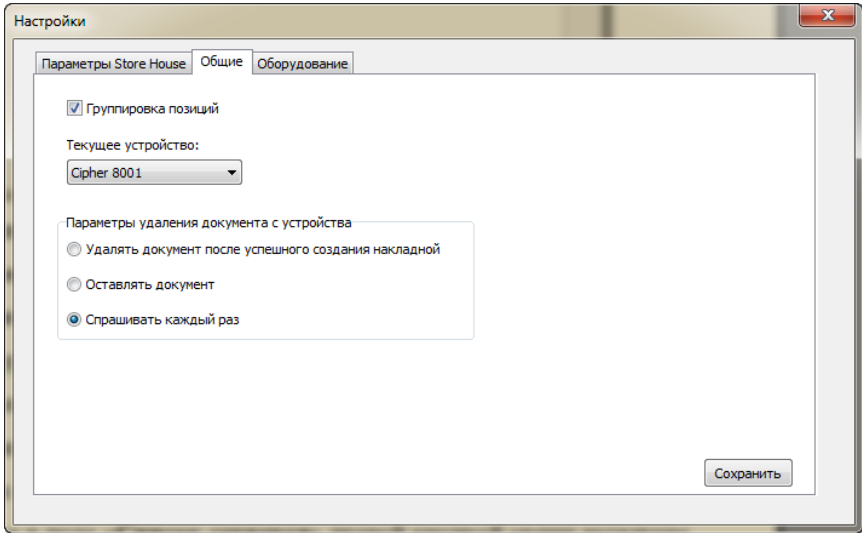 Настройки
Параметры Store House Общие Оборудование
Группировка позиций
Текущее устройство:
Cipher 8001
Параметры удаления документа с устройства
Удалять документ после успешного создания накладной
Оставлять документ
Спрашивать каждый раз
Сохранить